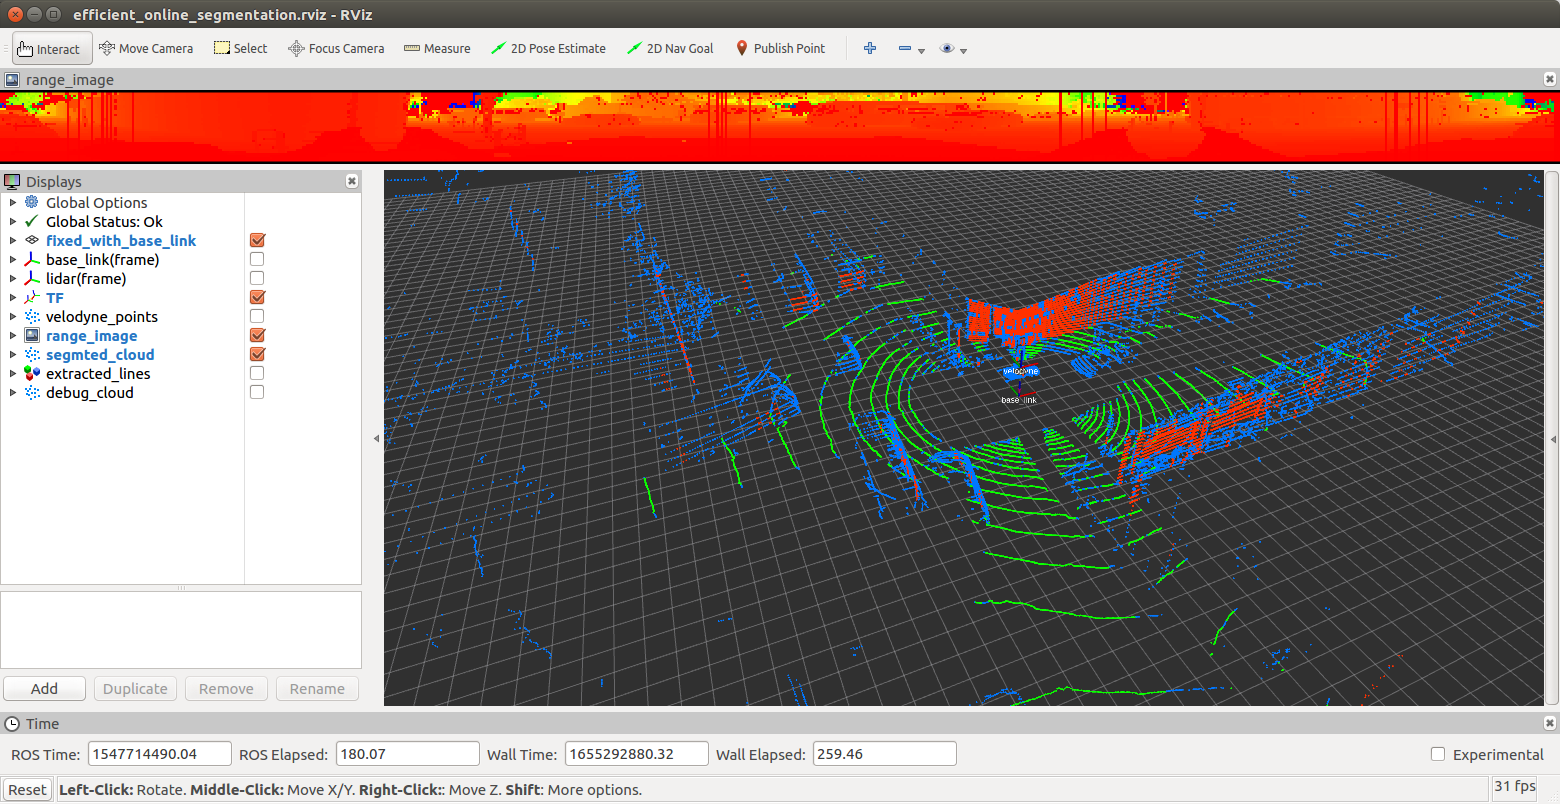 efficient_online_segmentation.rviz - RViz
Interact Move Camera Select Focus Camera Measure 2D Pose Estimate 2D Nav Goal Publish Point
range_image
Displays
Global Options
Global Status: Ok
fixed_with_base_link
base_link(frame)
lidar(frame)
TF
velodyne_points
range_image
segmted_cloud
extracted_lines
debug_cloud
velodyne
base_link
Add Duplicate Remove Rename
Time
ROS Time: 1547714490.04 ROS Elapsed: 180.07 Wall Time: 1655292880.32 Wall Elapsed: 259.46 Experimental
Reset Left-Click: Rotate. Middle-Click: Move X/Y. Right-Click:: Move Z. Shift: More options. 31 fps